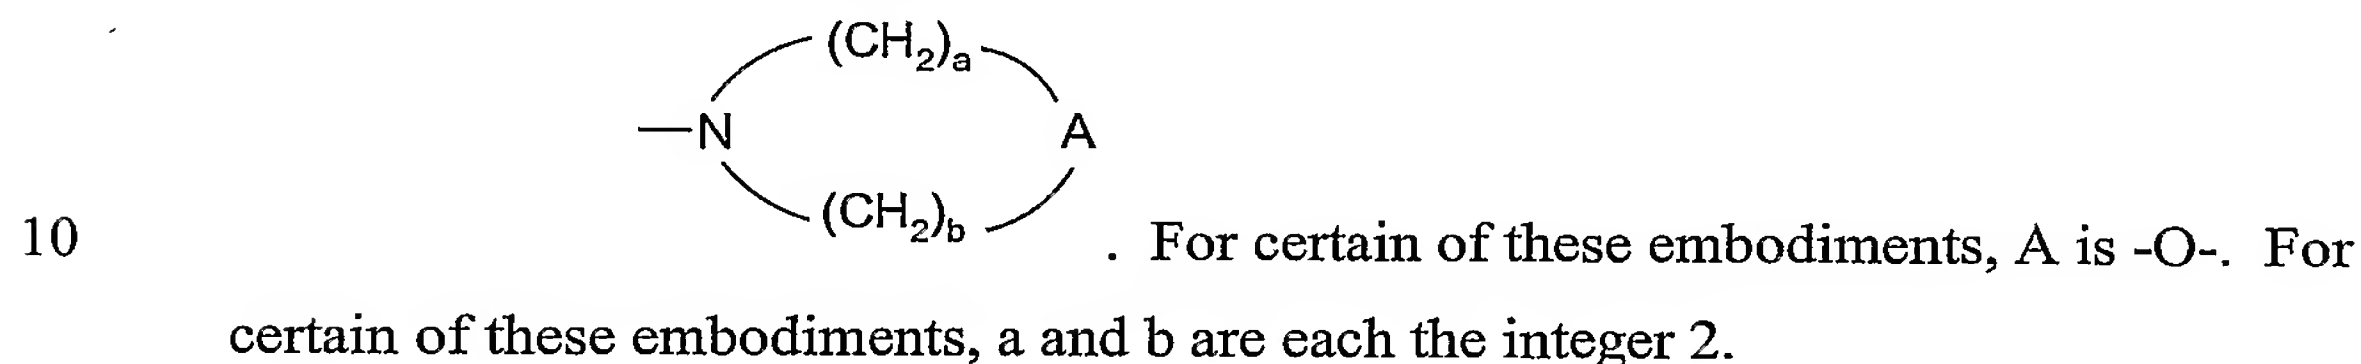 (CH2)a
—N A
(CH2)b
10 . For certain of these embodiments, A is -O-. For
certain of these embodiments, a and b are each the integer 2.